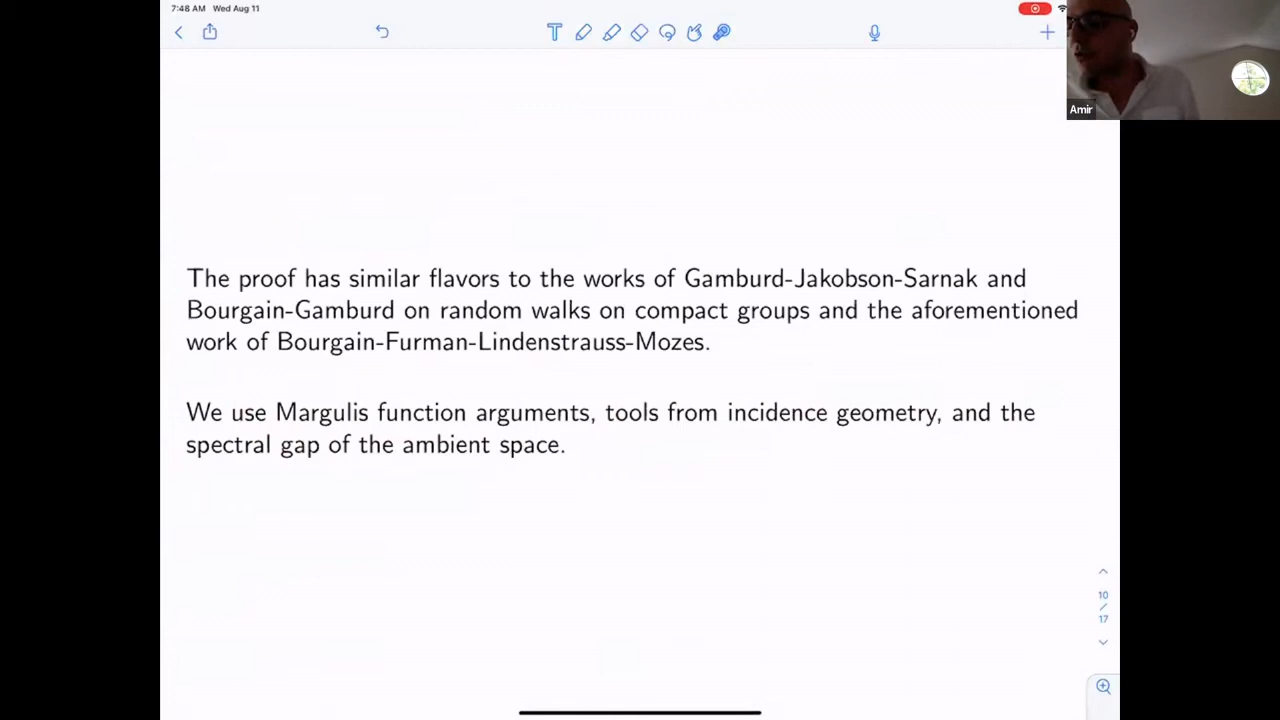 7:48 AM Wed Aug 11
T
Amir
The proof has similar flavors to the works of Gamburd-Jakobson-Sarnak and
Bourgain-Gamburd on random walks on compact groups and the aforementioned
work of Bourgain-Furman-Lindenstrauss-Mozes.
We use Margulis function arguments, tools from incidence geometry, and the
spectral gap of the ambient space.
10
/
17